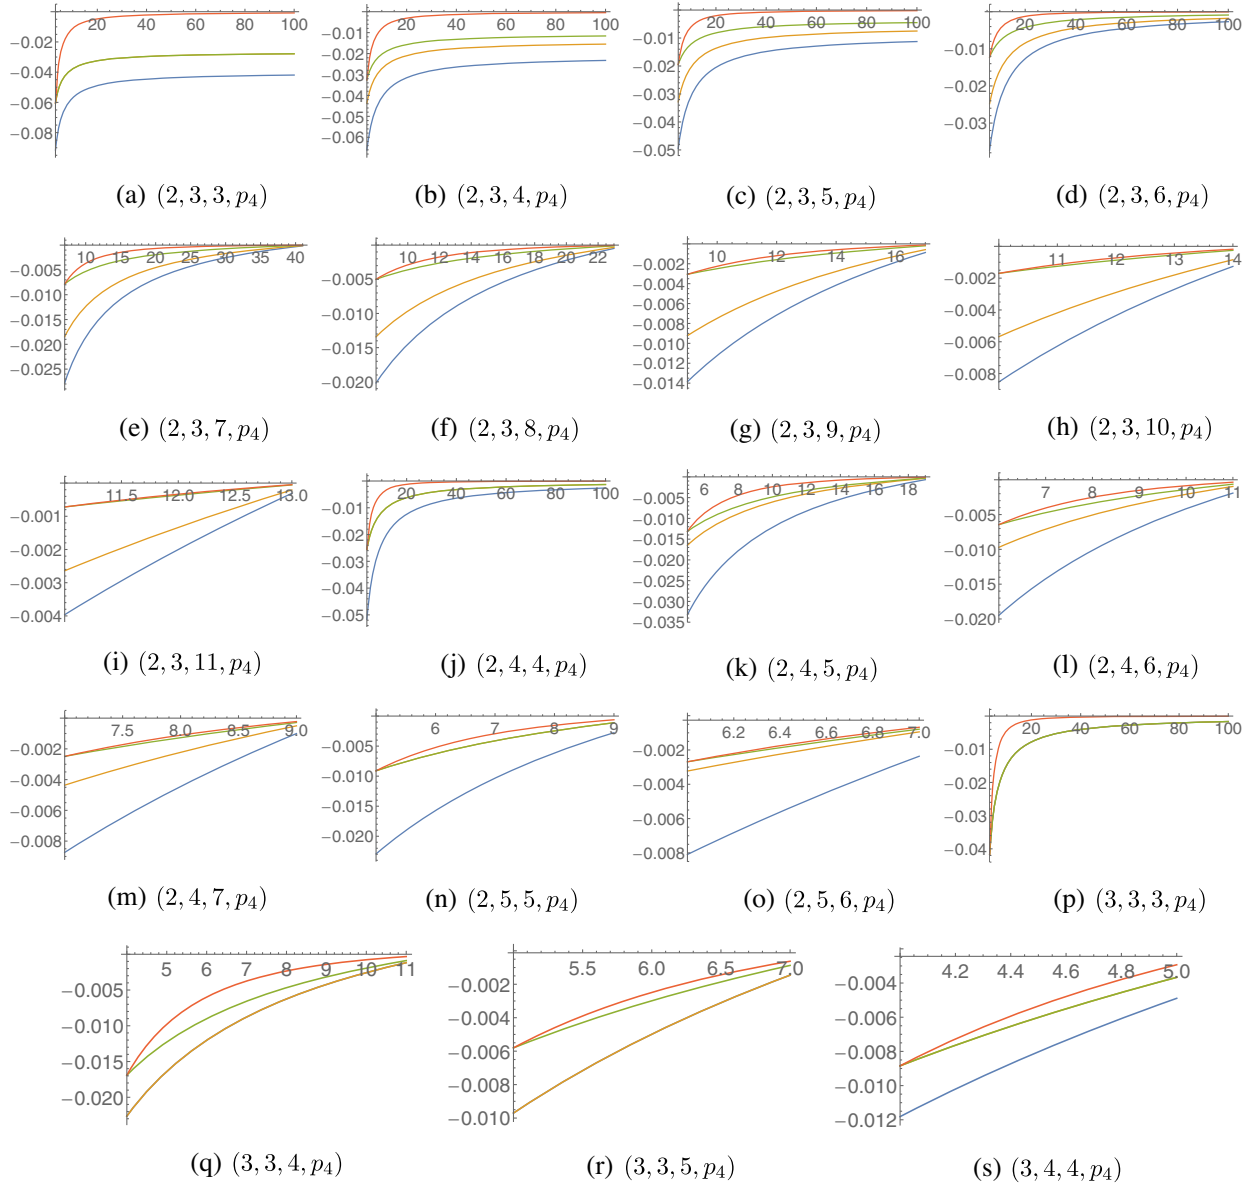 20 40 60 80 100
20 40 60 80 100
20 40 60 80 100
20 40 60 80 100
−0.02
−0.04
−0.06
−0.08
−0.01
−0.02
−0.03
−0.04
−0.05
−0.06
−0.01
−0.02
−0.03
−0.04
−0.05
−0.01
−0.02
−0.03
(a) (2, 3, 3, p₄)
(b) (2, 3, 4, p₄)
(c) (2, 3, 5, p₄)
(d) (2, 3, 6, p₄)
10 15 20 25 30 35 40
10 12 14 16 18 20 22
10 12 14 16
11 12 13 14
−0.005
−0.010
−0.015
−0.020
−0.025
−0.005
−0.010
−0.015
−0.020
−0.002
−0.004
−0.006
−0.008
−0.010
−0.012
−0.014
−0.002
−0.004
−0.006
−0.008
(e) (2, 3, 7, p₄)
(f) (2, 3, 8, p₄)
(g) (2, 3, 9, p₄)
(h) (2, 3, 10, p₄)
11.5 12.0 12.5 13.0
20 40 60 80 100
6 8 10 12 14 16 18
7 8 9 10 11
−0.001
−0.002
−0.003
−0.004
−0.01
−0.02
−0.03
−0.04
−0.05
−0.005
−0.010
−0.015
−0.020
−0.025
−0.030
−0.035
−0.005
−0.010
−0.015
−0.020
(i) (2, 3, 11, p₄)
(j) (2, 4, 4, p₄)
(k) (2, 4, 5, p₄)
(l) (2, 4, 6, p₄)
7.5 8.0 8.5 9.0
6 7 8 9
6.2 6.4 6.6 6.8 7.0
20 40 60 80 100
−0.002
−0.004
−0.006
−0.008
−0.005
−0.010
−0.015
−0.020
−0.002
−0.004
−0.006
−0.008
−0.01
−0.02
−0.03
−0.04
(m) (2, 4, 7, p₄)
(n) (2, 5, 5, p₄)
(o) (2, 5, 6, p₄)
(p) (3, 3, 3, p₄)
5 6 7 8 9 10 11
5.5 6.0 6.5 7.0
4.2 4.4 4.6 4.8 5.0
−0.005
−0.010
−0.015
−0.020
−0.002
−0.004
−0.006
−0.008
−0.010
−0.004
−0.006
−0.008
−0.010
−0.012
(q) (3, 3, 4, p₄)
(r) (3, 3, 5, p₄)
(s) (3, 4, 4, p₄)